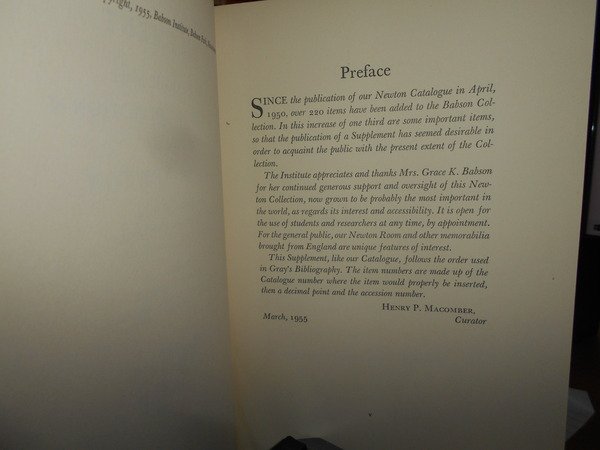 pyright, 1955, Babson Institute, Babson Park,
Preface
SINCE the publication of our Newton Catalogue in April,
1950, over 220 items have been added to the Babson Col-
lection. In this increase of one third are some important items,
so that the publication of a Supplement has seemed desirable in
order to acquaint the public with the present extent of the Col-
lection.
The Institute appreciates and thanks Mrs. Grace K. Babson
for her continued generous support and oversight of this New-
ton Collection, now grown to be probably the most important in
the world, as regards its interest and accessibility. It is open for
the use of students and researchers at any time, by appointment.
For the general public, our Newton Room and other memorabilia
brought from England are unique features of interest.
This Supplement, like our Catalogue, follows the order used
in Gray's Bibliography. The item numbers are made up of the
Catalogue number where the item would properly be inserted,
then a decimal point and the accession number.
HENRY P. MACOMBER,
March, 1955 Curator
v